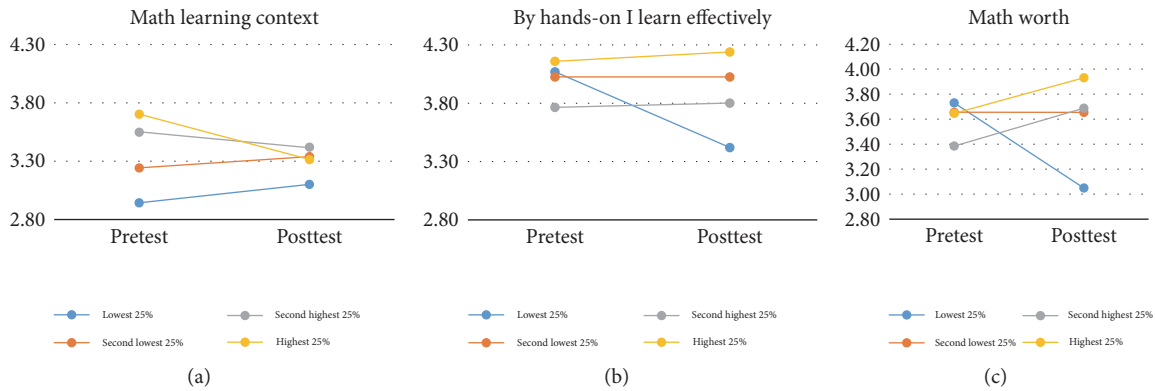 Math learning context
4.30
3.80
3.30
2.80
Pretest Posttest
Lowest 25% Second highest 25%
Second lowest 25% Highest 25%
(a)
By hands-on I learn effectively
4.30
3.80
3.30
2.80
Pretest Posttest
Lowest 25% Second highest 25%
Second lowest 25% Highest 25%
(b)
Math worth
4.20
4.00
3.80
3.60
3.40
3.20
3.00
2.80
Pretest Posttest
Lowest 25% Second highest 25%
Second lowest 25% Highest 25%
(c)